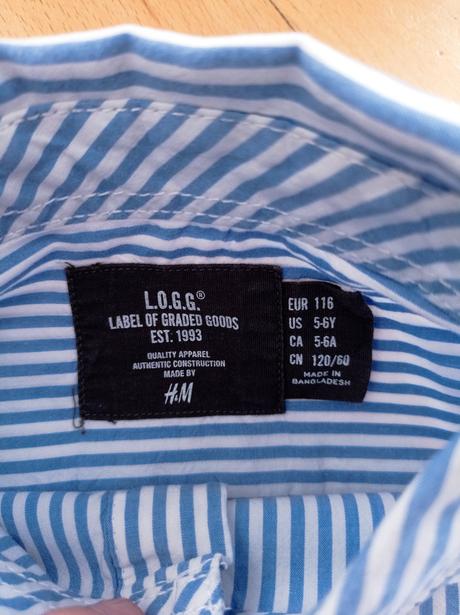 L.O.G.G.®
LABEL OF GRADED GOODS
EST. 1993
QUALITY APPAREL
AUTHENTIC CONSTRUCTION
MADE BY
H&M
EUR 116
US 5-6Y
CA 5-6A
CN 120/60
MADE IN
BANGLADESH